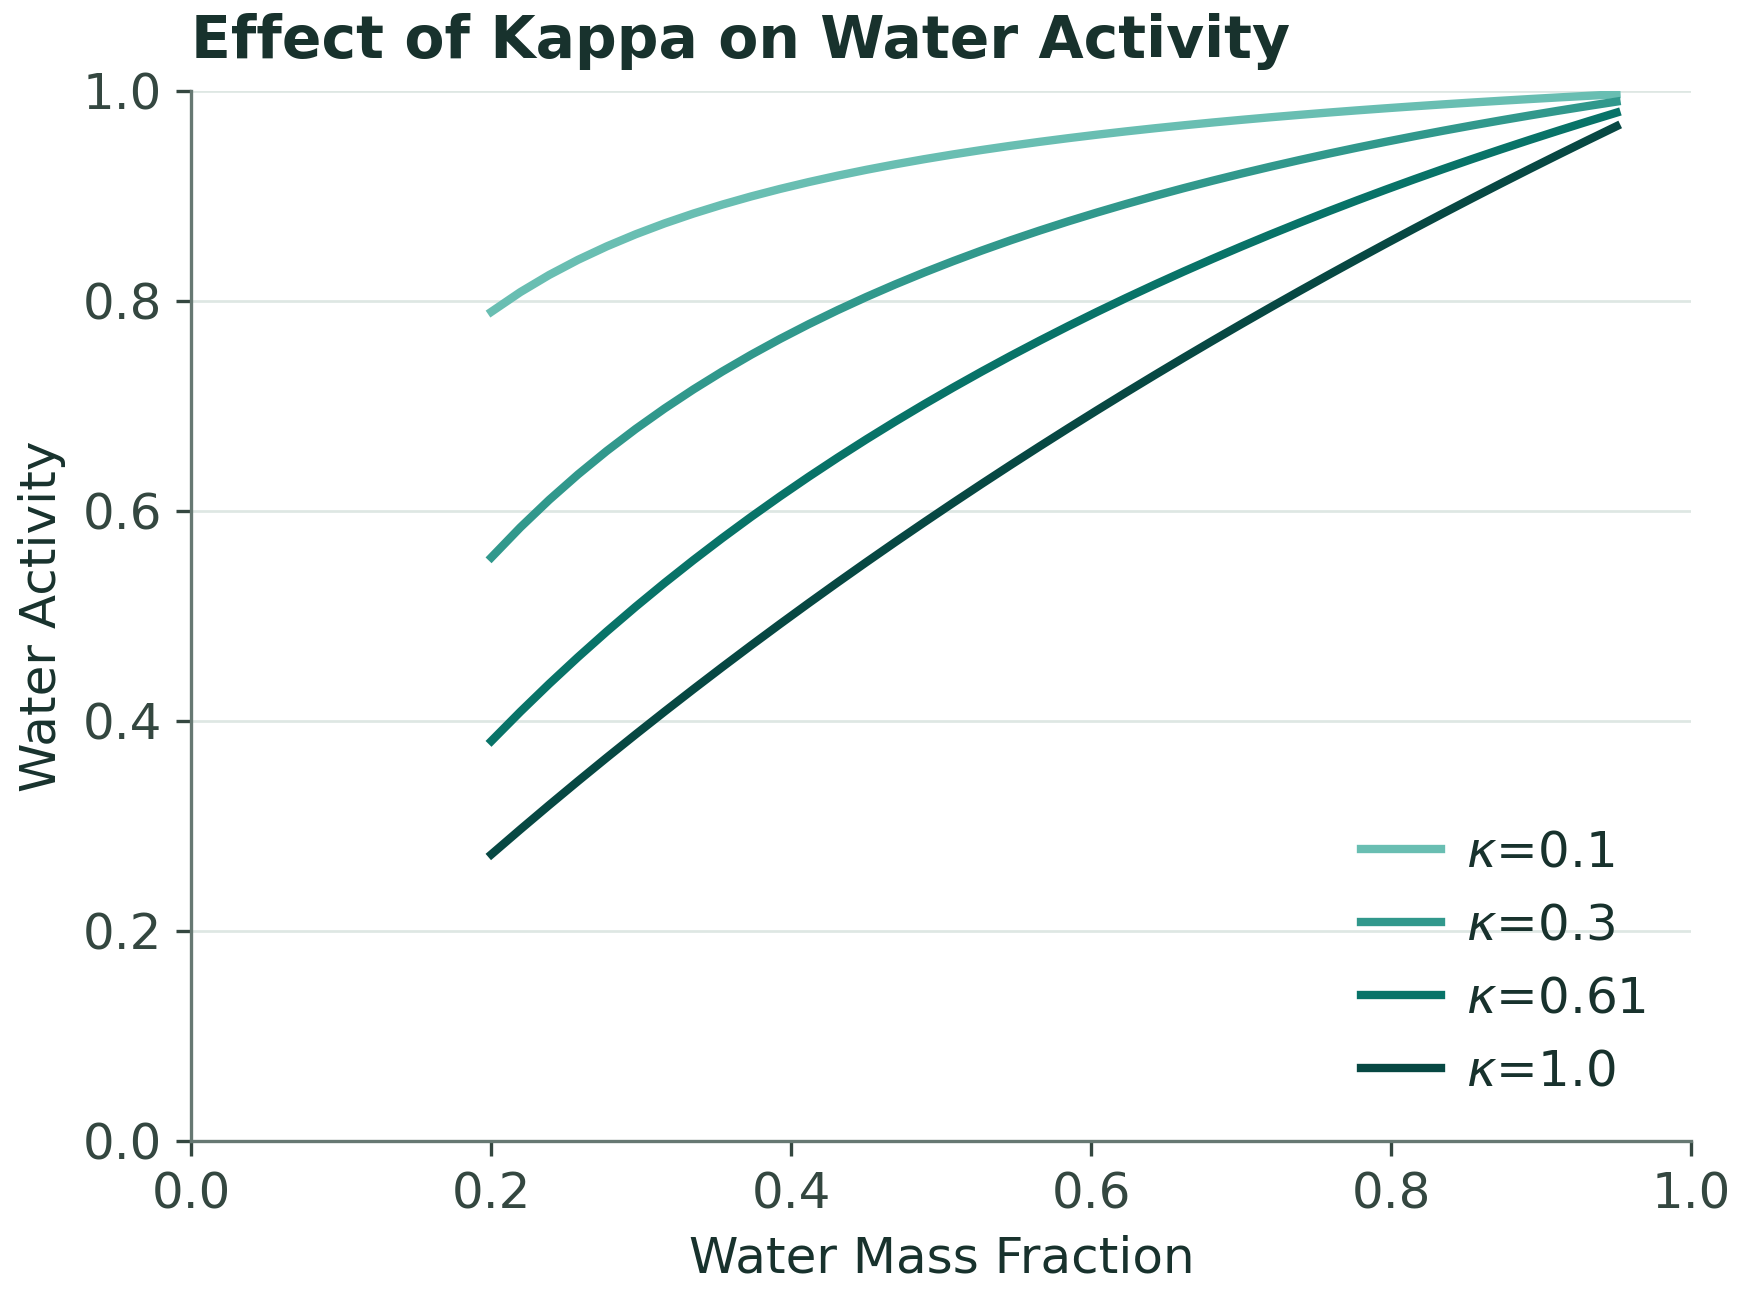 Effect of Kappa on Water Activity
1.0
0.8
0.6
0.4
0.2
0.0
Water Activity
κ=0.1
κ=0.3
κ=0.61
κ=1.0
0.0 0.2 0.4 0.6 0.8 1.0
Water Mass Fraction